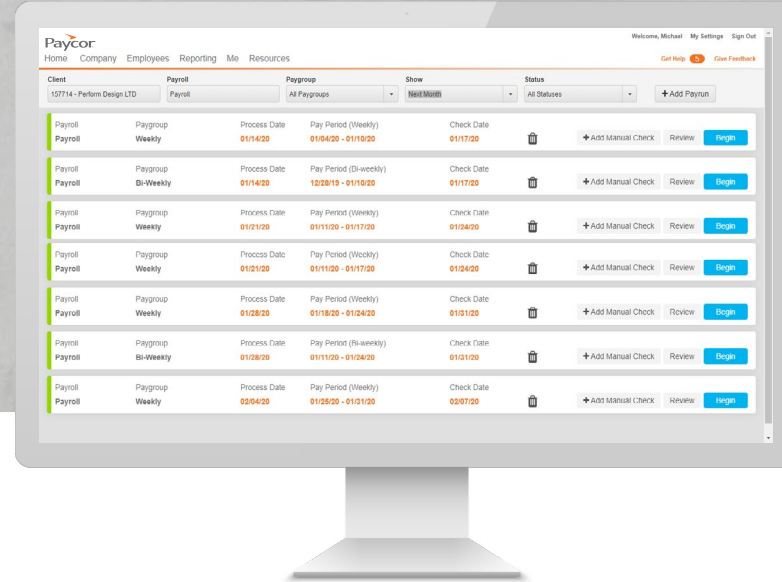 Paycor
Welcome, Michael My Settings Sign Out
Home Company Employees Reporting Me Resources
Get Help 5 Give Feedback
Client Payroll Paygroup Show Status
157714 - Perform Design LTD Payroll All Paygroups Next Month All Statuses +Add Payrun
Payroll Paygroup Process Date Pay Period (Weekly) Check Date
Payroll Weekly 01/14/20 01/04/20 - 01/10/20 01/17/20 +Add Manual Check Review Begin
Payroll Paygroup Process Date Pay Period (Bi-weekly) Check Date
Payroll Bi-Weekly 01/14/20 12/28/19 - 01/10/20 01/17/20 +Add Manual Check Review Begin
Payroll Paygroup Process Date Pay Period (Weekly) Check Date
Payroll Weekly 01/21/20 01/11/20 - 01/17/20 01/24/20 +Add Manual Check Review Begin
Payroll Paygroup Process Date Pay Period (Weekly) Check Date
Payroll Weekly 01/21/20 01/11/20 - 01/17/20 01/24/20 +Add Manual Check Review Begin
Payroll Paygroup Process Date Pay Period (Weekly) Check Date
Payroll Weekly 01/28/20 01/18/20 - 01/24/20 01/31/20 +Add Manual Check Review Begin
Payroll Paygroup Process Date Pay Period (Bi-weekly) Check Date
Payroll Bi-Weekly 01/28/20 01/11/20 - 01/24/20 01/31/20 +Add Manual Check Review Begin
Payroll Paygroup Process Date Pay Period (Weekly) Check Date
Payroll Weekly 02/04/20 01/25/20 - 01/31/20 02/07/20 +Add Manual Check Review Begin